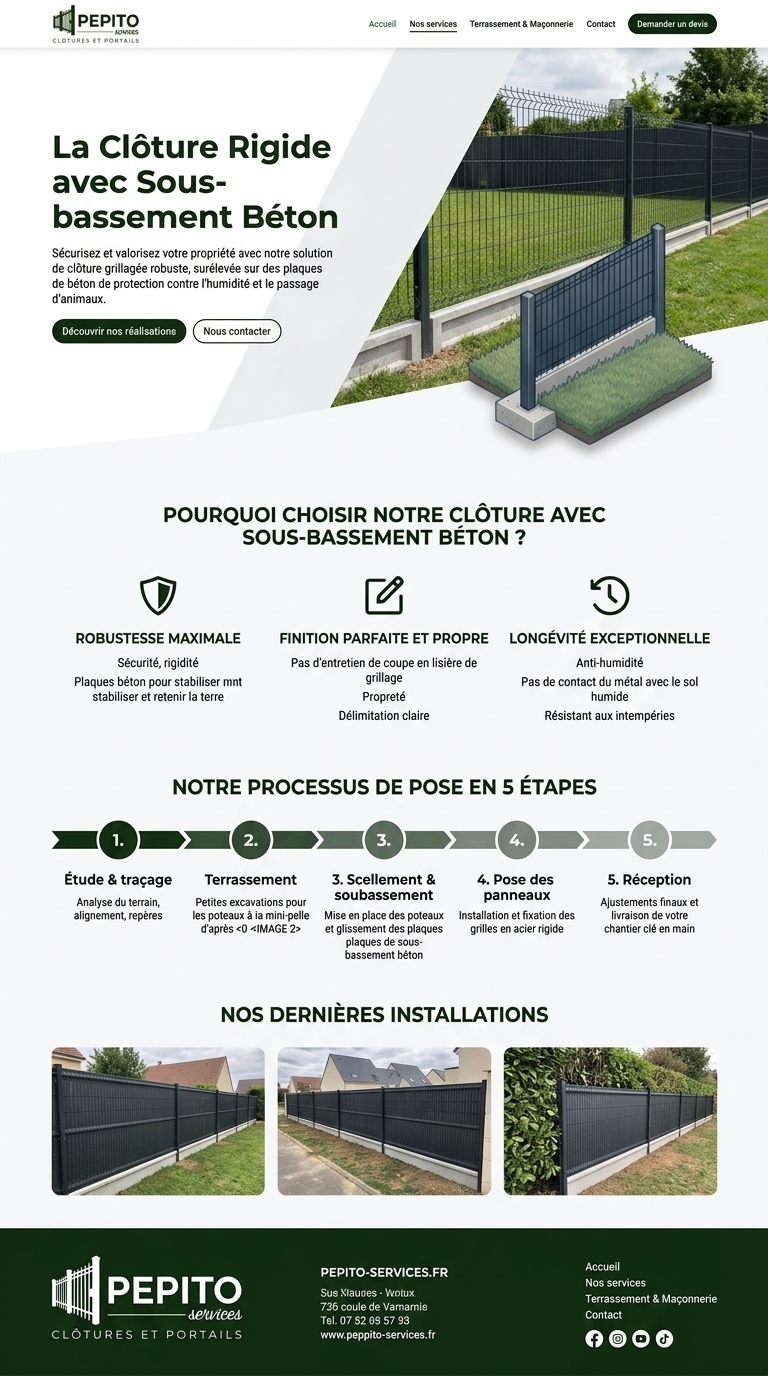 PEPITO
services
CLÔTURES ET PORTAILS
Accueil
Nos services
Terrassement & Maçonnerie
Contact
Demander un devis
La Clôture Rigide
avec Sous-
bassement Béton
Sécurisez et valorisez votre propriété avec notre solution
de clôture grillagée robuste, surélevée sur des plaques
de béton de protection contre l'humidité et le passage
d'animaux.
Découvrir nos réalisations
Nous contacter
POURQUOI CHOISIR NOTRE CLÔTURE AVEC
SOUS-BASSEMENT BÉTON ?
ROBUSTESSE MAXIMALE
Sécurité, rigidité
Plaques béton pour stabiliser mnt
stabiliser et retenir la terre
FINITION PARFAITE ET PROPRE
Pas d'entretien de coupe en lisière de
grillage
Propreté
Délimitation claire
LONGÉVITÉ EXCEPTIONNELLE
Anti-humidité
Pas de contact du métal avec le sol
humide
Résistant aux intempéries
NOTRE PROCESSUS DE POSE EN 5 ÉTAPES
1.
Étude & traçage
Analyse du terrain,
alignement, repères
2.
Terrassement
Petites excavations pour
les poteaux à la mini-pelle
d'après <0 <IMAGE 2>
3.
3. Scellement &
soubassement
Mise en place des poteaux
et glissement des plaques
plaques de sous-
bassement béton
4.
4. Pose des
panneaux
Installation et fixation des
grilles en acier rigide
5.
5. Réception
Ajustements finaux et
livraison de votre
chantier clé en main
NOS DERNIÈRES INSTALLATIONS
PEPITO
services
CLÔTURES ET PORTAILS
PEPITO-SERVICES.FR
736 coule de Vamamis
Tel. 07 52 09 57 93
www.peppito-services.fr
Accueil
Nos services
Terrassement & Maçonnerie
Contact